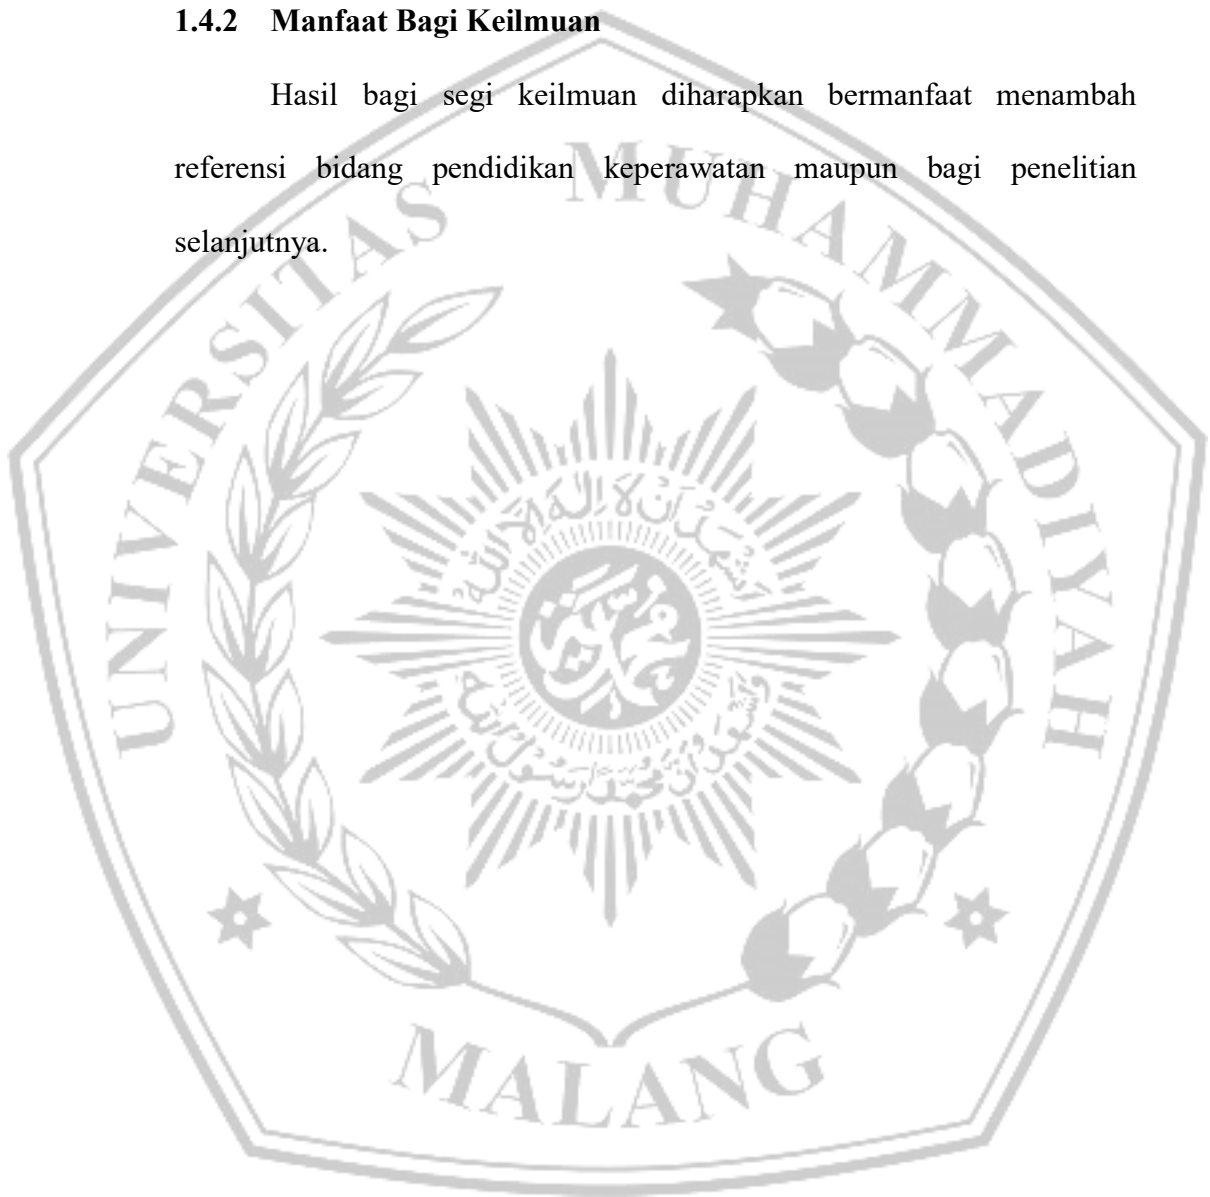 1.4.2 Manfaat Bagi Keilmuan
Hasil bagi segi keilmuan diharapkan bermanfaat menambah
referensi bidang pendidikan keperawatan maupun bagi penelitian
selanjutnya.
UNIVERSITAS MUHAMMADIYAH
MALANG